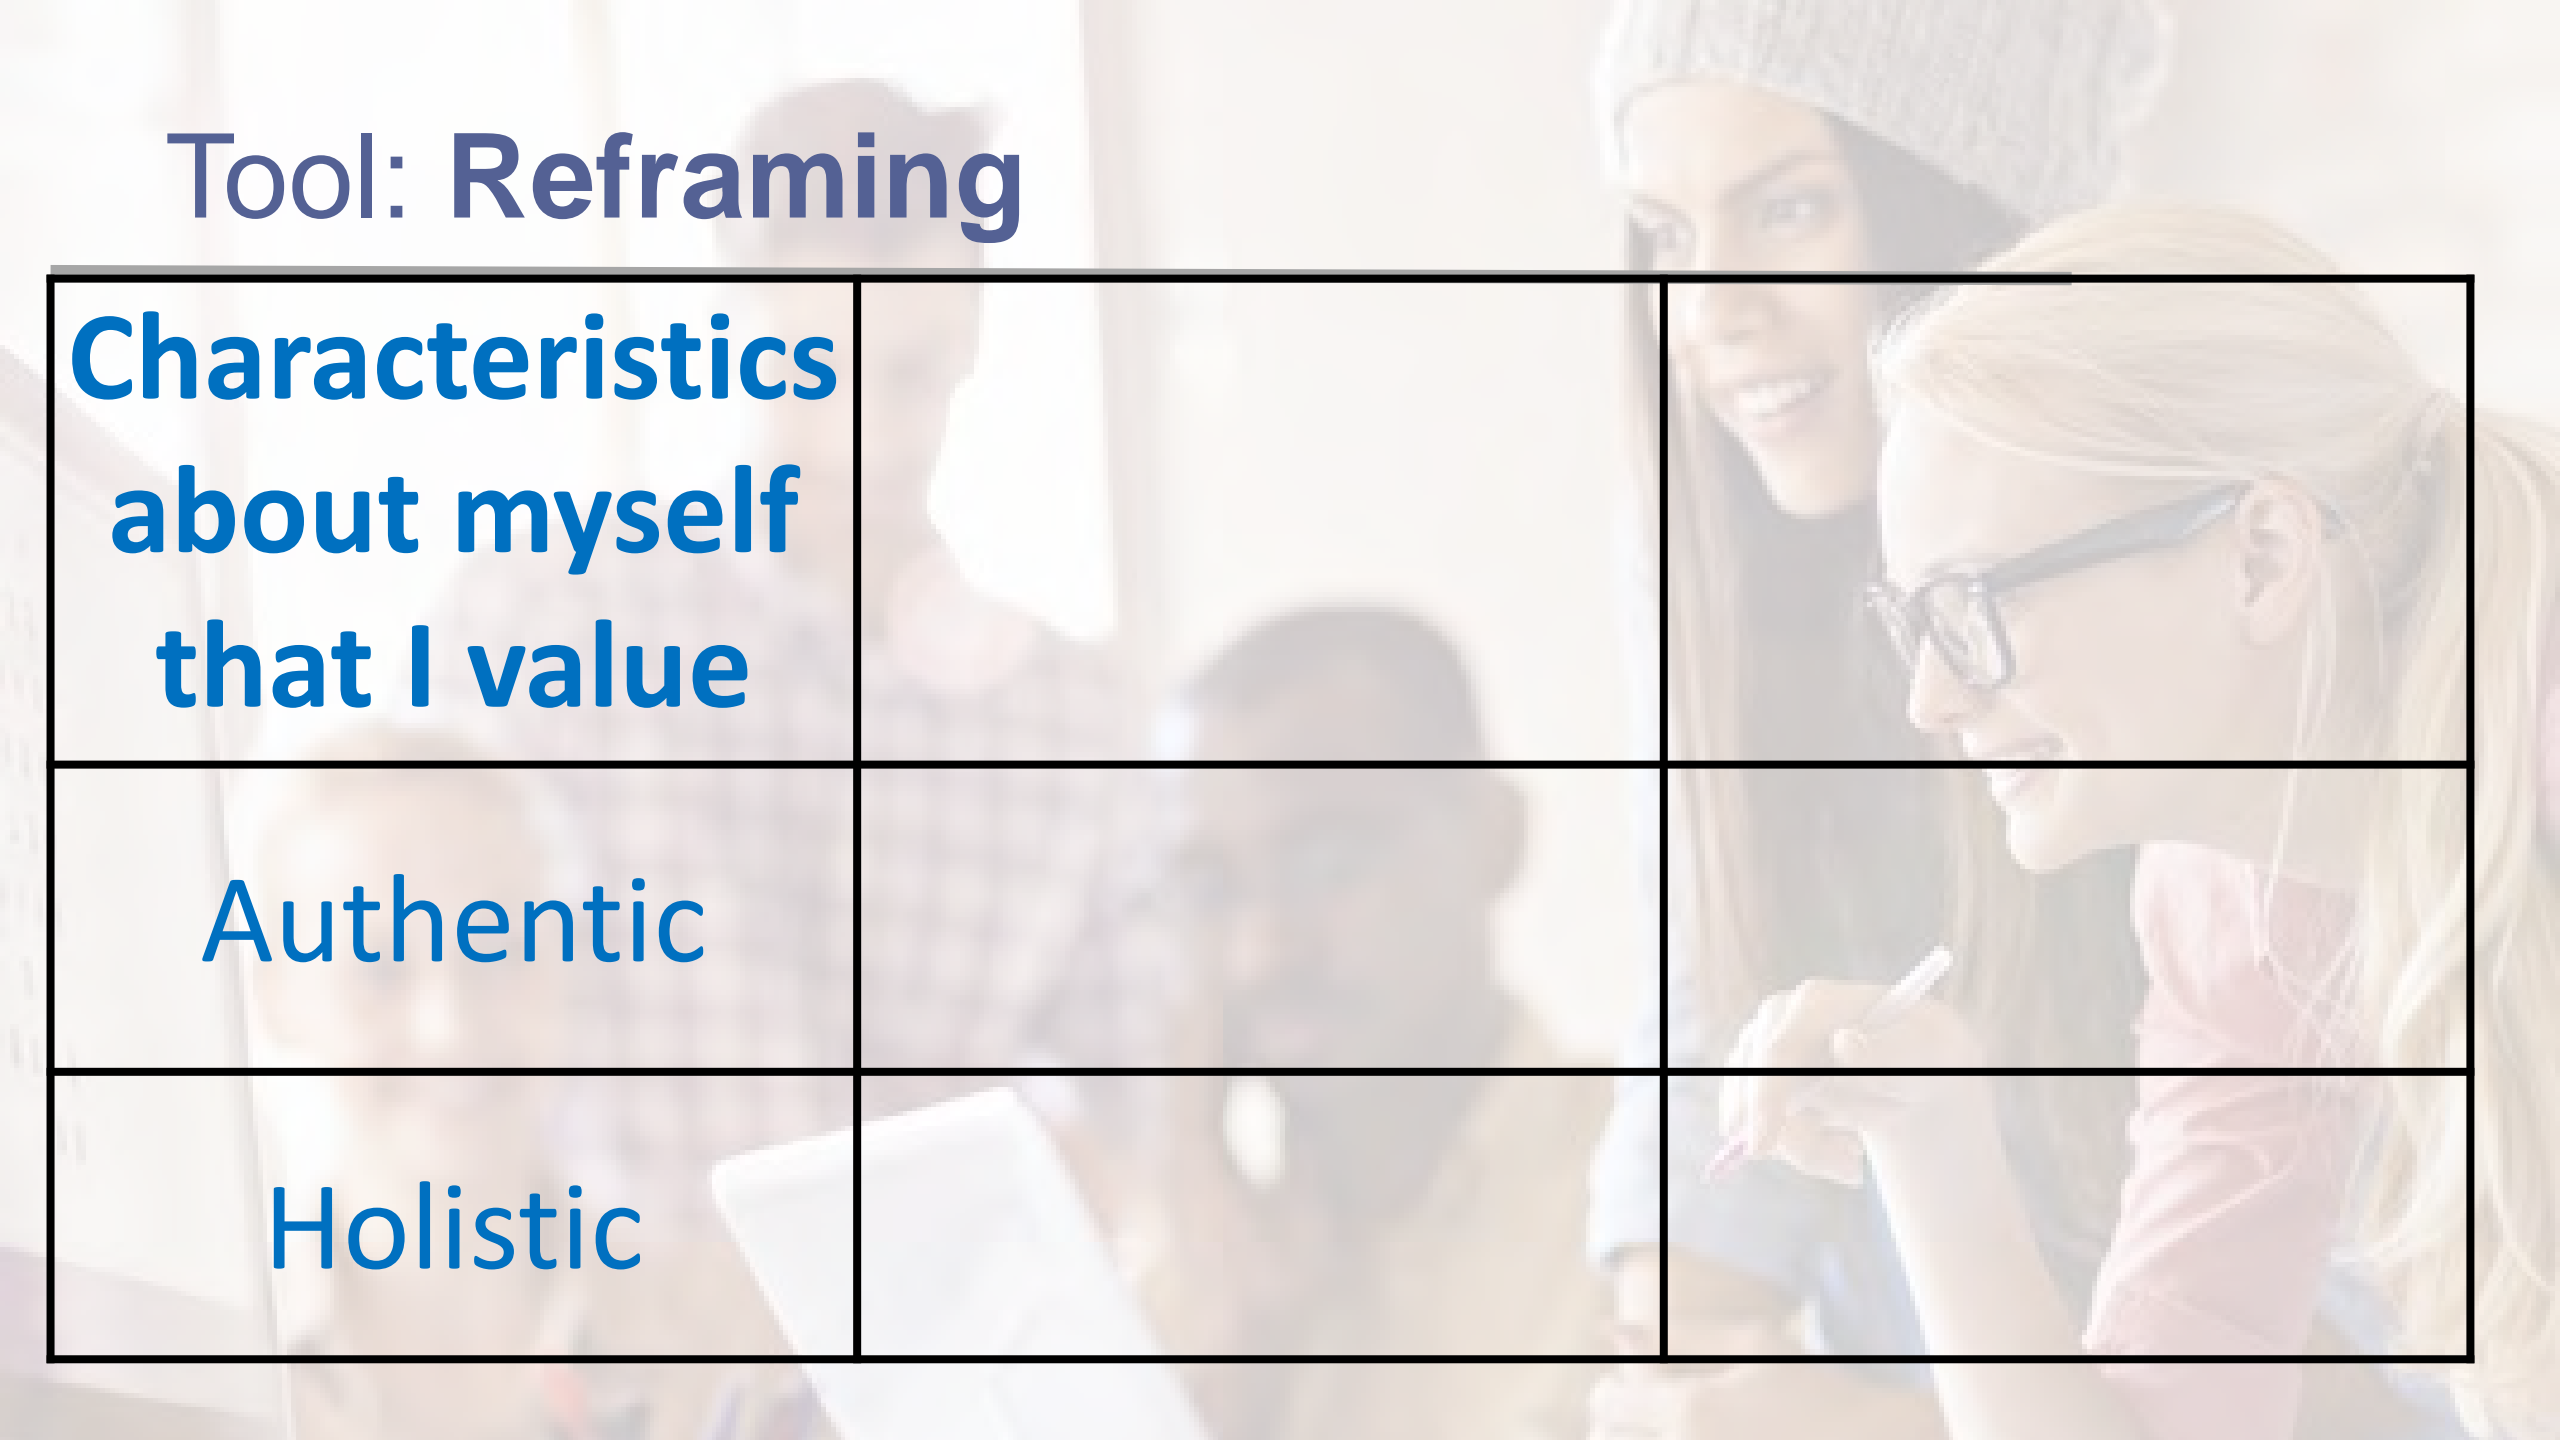 Tool: Reframing
Characteristics
about myself
that I value
Authentic
Holistic